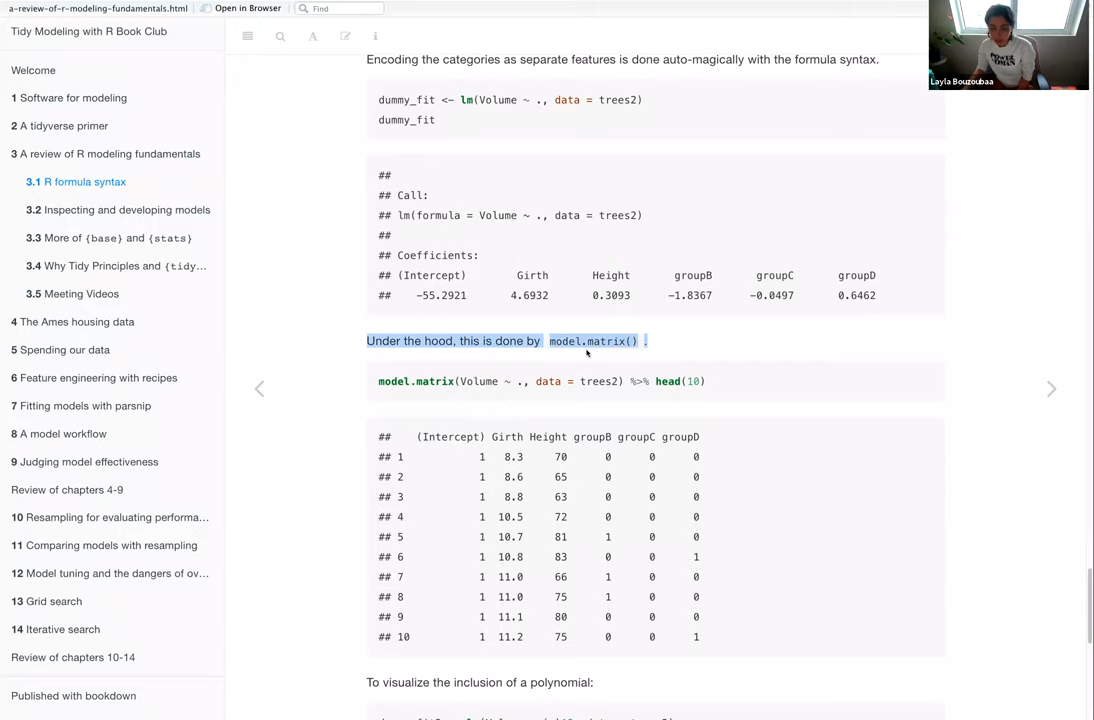 a-review-of-r-modeling-fundamentals.html
Open in Browser
Find
Tidy Modeling with R Book Club
Welcome
1 Software for modeling
2 A tidyverse primer
3 A review of R modeling fundamentals
3.1 R formula syntax
3.2 Inspecting and developing models
3.3 More of {base} and {stats}
3.4 Why Tidy Principles and {tidy…
3.5 Meeting Videos
4 The Ames housing data
5 Spending our data
6 Feature engineering with recipes
7 Fitting models with parsnip
8 A model workflow
9 Judging model effectiveness
Review of chapters 4-9
10 Resampling for evaluating performa…
11 Comparing models with resampling
12 Model tuning and the dangers of ov…
13 Grid search
14 Iterative search
Review of chapters 10-14
Published with bookdown
A
i
Encoding the categories as separate features is done auto-magically with the formula syntax.
dummy_fit <- lm(Volume ~ ., data = trees2)
dummy_fit
##
## Call:
## lm(formula = Volume ~ ., data = trees2)
##
## Coefficients:
## (Intercept) Girth Height groupB groupC groupD
## -55.2921 4.6932 0.3093 -1.8367 -0.0497 0.6462
Under the hood, this is done by model.matrix() .
model.matrix(Volume ~ ., data = trees2) %>% head(10)
## (Intercept) Girth Height groupB groupC groupD
## 1 1 8.3 70 0 0 0
## 2 1 8.6 65 0 0 0
## 3 1 8.8 63 0 0 0
## 4 1 10.5 72 0 0 0
## 5 1 10.7 81 1 0 0
## 6 1 10.8 83 0 0 1
## 7 1 11.0 66 1 0 0
## 8 1 11.0 75 1 0 0
## 9 1 11.1 80 0 0 0
## 10 1 11.2 75 0 0 1
To visualize the inclusion of a polynomial:
POWER
WOMAN
Layla Bouzoubaa